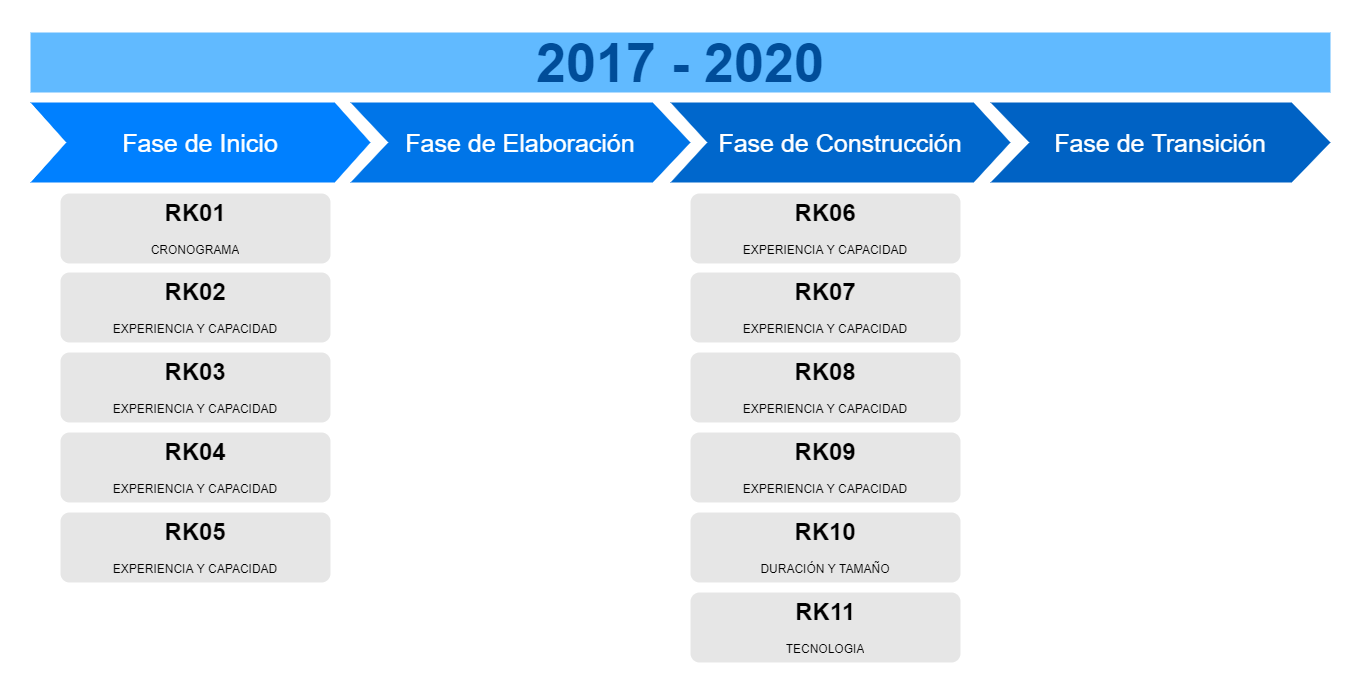 2017 - 2020
Fase de Inicio
Fase de Elaboración
Fase de Construcción
Fase de Transición
RK01
CRONOGRAMA
RK02
EXPERIENCIA Y CAPACIDAD
RK03
EXPERIENCIA Y CAPACIDAD
RK04
EXPERIENCIA Y CAPACIDAD
RK05
EXPERIENCIA Y CAPACIDAD
RK06
EXPERIENCIA Y CAPACIDAD
RK07
EXPERIENCIA Y CAPACIDAD
RK08
EXPERIENCIA Y CAPACIDAD
RK09
EXPERIENCIA Y CAPACIDAD
RK10
DURACIÓN Y TAMAÑO
RK11
TECNOLOGIA